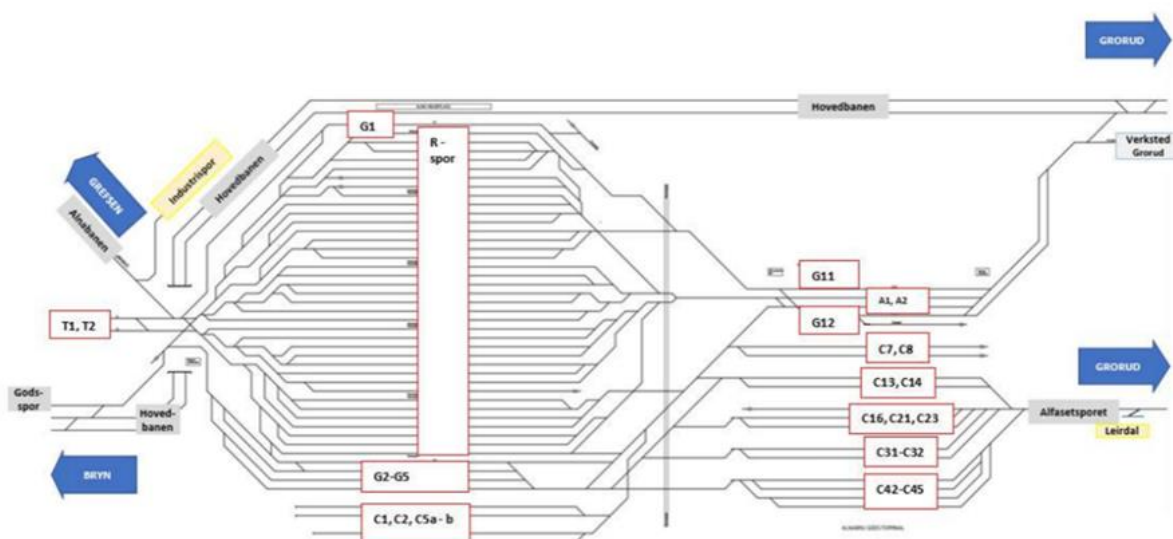 GRORUD
Hovedbanen
G1
R -
spor
Verksted
Grorud
Industrispor
Hovedbanen
GREFSEN
Alnabanen
G11
A1, A2
T1, T2
G12
C7, C8
C13, C14
GRORUD
Gods-
spor
Hoved-
banen
C16, C21, C23
Alfasetsporet
Leirdal
C31-C32
BRYN
G2-G5
C42-C45
C1, C2, C5a - b